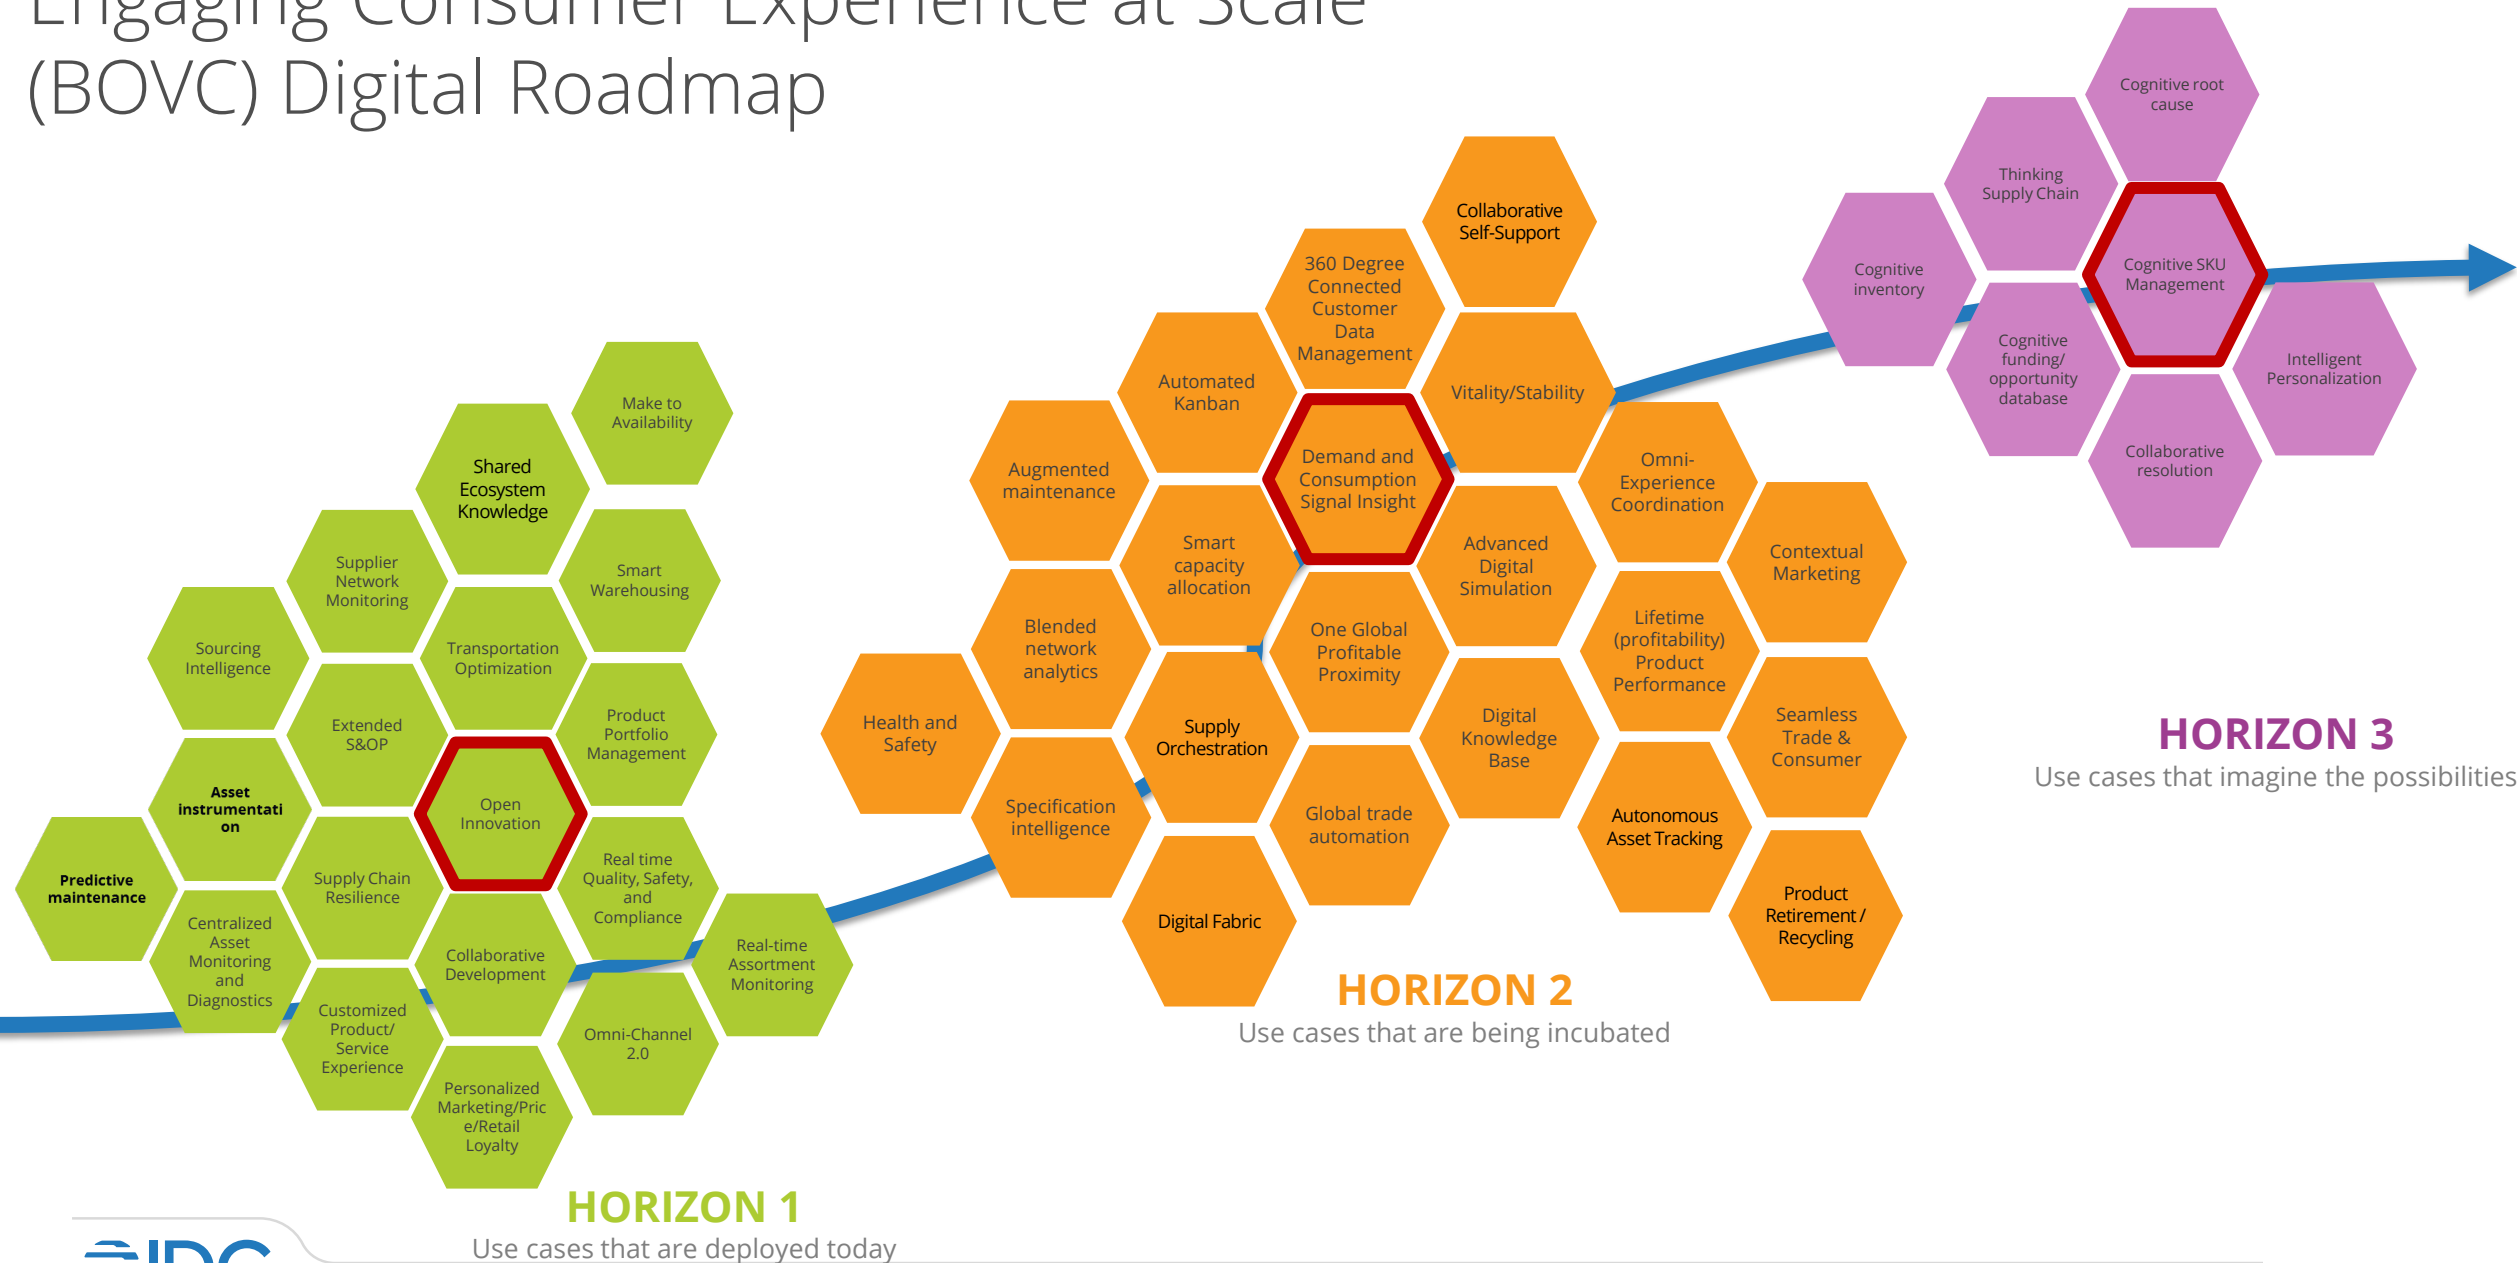 Engaging Consumer Experience at Scale
(BOVC) Digital Roadmap
Make to
Availability
Shared
Ecosystem
Knowledge
Supplier
Network
Monitoring
Smart
Warehousing
Sourcing
Intelligence
Transportation
Optimization
Extended
S&OP
Product
Portfolio
Management
Asset
instrumentati
on
Open
Innovation
Predictive
maintenance
Supply Chain
Resilience
Real time
Quality, Safety,
and
Compliance
Centralized
Asset
Monitoring
and
Diagnostics
Collaborative
Development
Real-time
Assortment
Monitoring
Customized
Product/
Service
Experience
Omni-Channel
2.0
Personalized
Marketing/Pric
e/Retail
Loyalty
HORIZON 1
Use cases that are deployed today
Collaborative
Self-Support
360 Degree
Connected
Customer
Data
Management
Automated
Kanban
Vitality/Stability
Augmented
maintenance
Demand and
Consumption
Signal Insight
Omni-
Experience
Coordination
Smart
capacity
allocation
Advanced
Digital
Simulation
Contextual
Marketing
Blended
network
analytics
One Global
Profitable
Proximity
Lifetime
(profitability)
Product
Performance
Health and
Safety
Supply
Orchestration
Digital
Knowledge
Base
Seamless
Trade &
Consumer
Specification
intelligence
Global trade
automation
Autonomous
Asset Tracking
Digital Fabric
Product
Retirement /
Recycling
HORIZON 2
Use cases that are being incubated
Cognitive root
cause
Thinking
Supply Chain
Cognitive
inventory
Cognitive SKU
Management
Cognitive
funding/
opportunity
database
Intelligent
Personalization
Collaborative
resolution
HORIZON 3
Use cases that imagine the possibilities
IDC